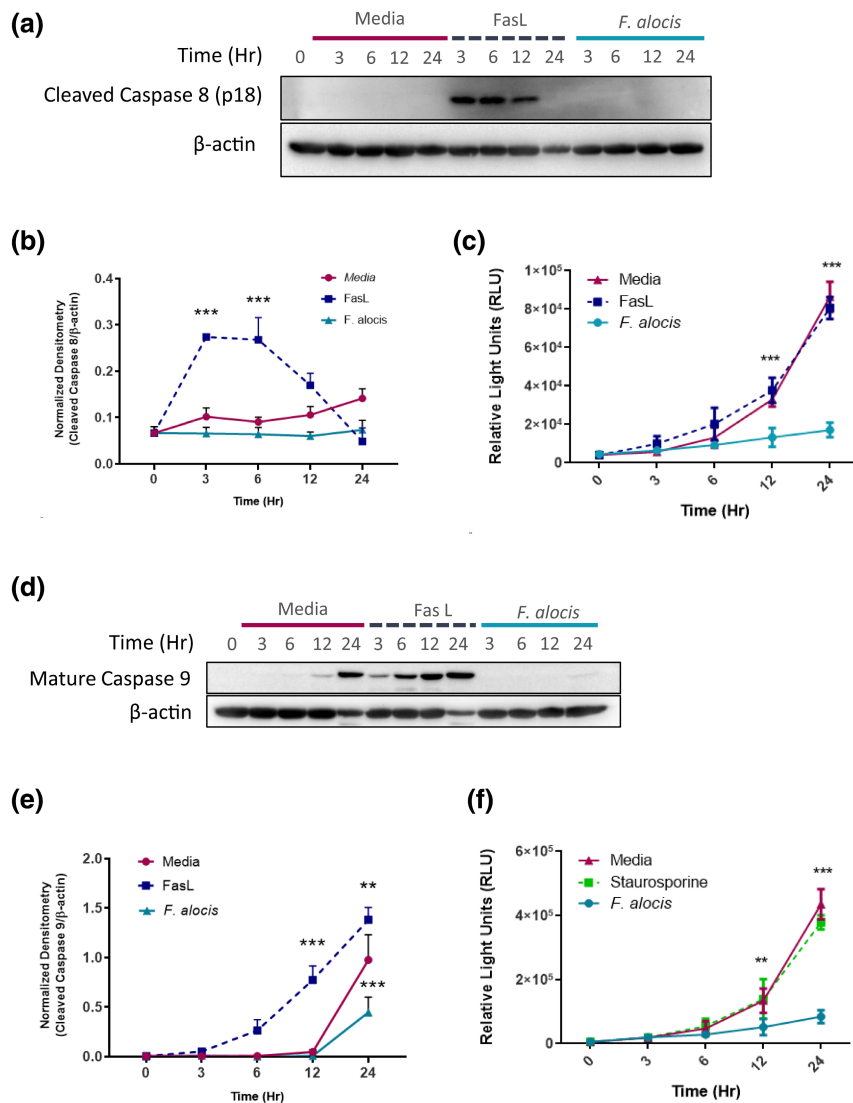 (a)
Media FasL F. alocis
Time (Hr) 0 3 6 12 24 3 6 12 24 3 6 12 24
Cleaved Caspase 8 (p18)
β-actin
(b)
Normalized Densitometry
(Cleaved Caspase 8/β-actin)
0.4
0.3
0.2
0.1
0.0
*** ***
Media
FasL
F. alocis
0 3 6 12 24
Time (Hr)
(c)
Relative Light Units (RLU)
1×10⁵
8×10⁴
6×10⁴
4×10⁴
2×10⁴
0
Media
FasL
F. alocis
***
***
0 3 6 12 24
Time (Hr)
(d)
Media Fas L F. alocis
Time (Hr) 0 3 6 12 24 3 6 12 24 3 6 12 24
Mature Caspase 9
β-actin
(e)
Normalized Densitometry
(Cleaved Caspase 9/β-actin)
2.0
1.5
1.0
0.5
0.0
Media
FasL
F. alocis
**
***
***
0 3 6 12 24
Time (Hr)
(f)
Relative Light Units (RLU)
6×10⁵
4×10⁵
2×10⁵
0
Media
Staurosporine
F. alocis
***
**
0 3 6 12 24
Time (Hr)